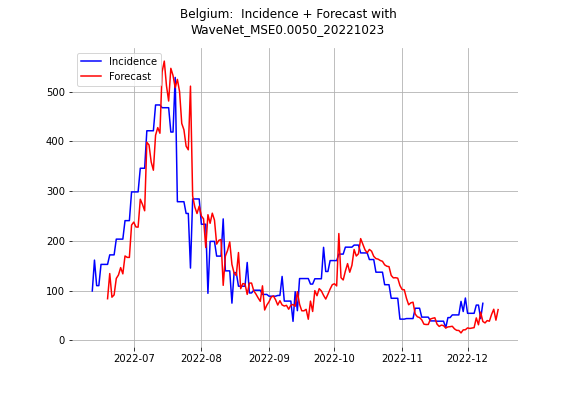 Belgium:  Incidence + Forecast with
WaveNet_MSE0.0050_20221023
Incidence
Forecast
500
400
300
200
100
0
2022-07 2022-08 2022-09 2022-10 2022-11 2022-12